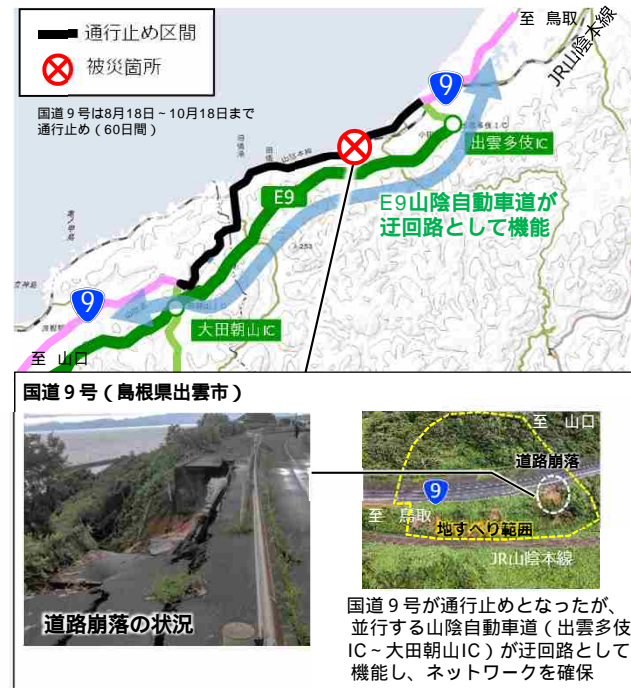 通行止め区間
被災箇所
国道9号は8月18日~10月18日まで
通行止め(60日間)
至 鳥取
JR山陰本線
9
出雲多伎IC
E9
E9山陰自動車道が
迂回路として機能
9
大田朝山IC
至 山口
国道9号(島根県出雲市)
道路崩落の状況
至 山口
道路崩落
9
至 鳥取
地すべり範囲
JR山陰本線
国道9号が通行止めとなったが、
並行する山陰自動車道(出雲多伎
IC~大田朝山IC)が迂回路として
機能し、ネットワークを確保